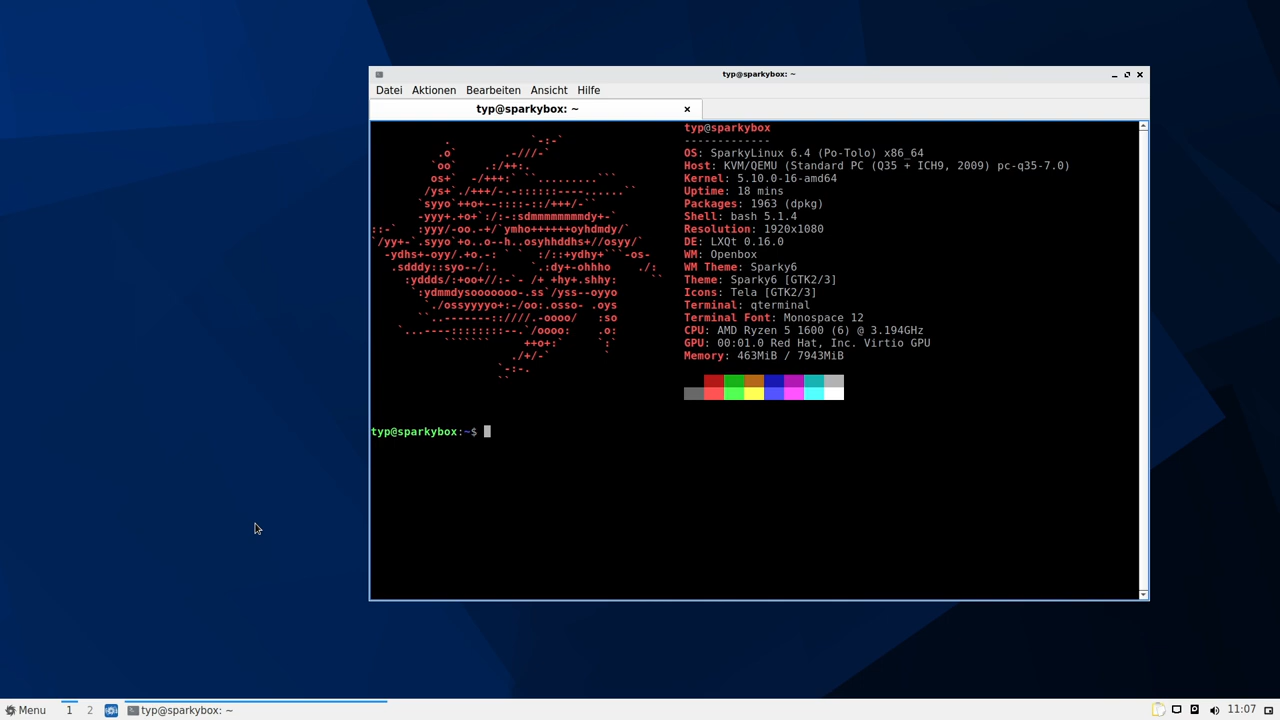 typ@sparkybox: ~
Datei Aktionen Bearbeiten Ansicht Hilfe
typ@sparkybox: ~
typ@sparkybox
-------------
OS: SparkyLinux 6.4 (Po-Tolo) x86_64
Host: KVM/QEMU (Standard PC (Q35 + ICH9, 2009) pc-q35-7.0)
Kernel: 5.10.0-16-amd64
Uptime: 18 mins
Packages: 1963 (dpkg)
Shell: bash 5.1.4
Resolution: 1920x1080
DE: LXQt 0.16.0
WM: Openbox
WM Theme: Sparky6
Theme: Sparky6 [GTK2/3]
Icons: Tela [GTK2/3]
Terminal: qterminal
Terminal Font: Monospace 12
CPU: AMD Ryzen 5 1600 (6) @ 3.194GHz
GPU: 00:01.0 Red Hat, Inc. Virtio GPU
Memory: 463MiB / 7943MiB
typ@sparkybox:~$
Menu 1 2 typ@sparkybox: ~ 11:07